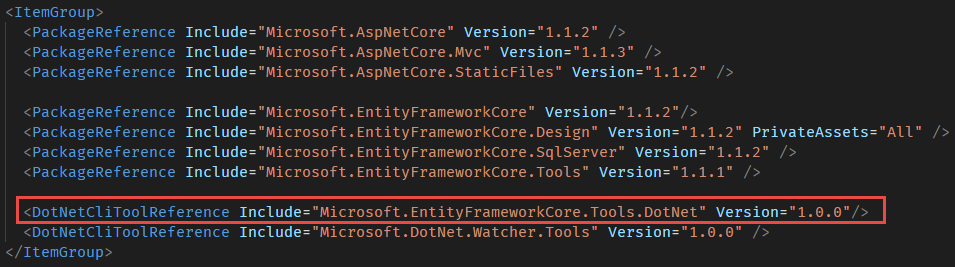 <ItemGroup>
<PackageReference Include="Microsoft.AspNetCore" Version="1.1.2" />
<PackageReference Include="Microsoft.AspNetCore.Mvc" Version="1.1.3" />
<PackageReference Include="Microsoft.AspNetCore.StaticFiles" Version="1.1.2" />
<PackageReference Include="Microsoft.EntityFrameworkCore" Version="1.1.2"/>
<PackageReference Include="Microsoft.EntityFrameworkCore.Design" Version="1.1.2" PrivateAssets="All" />
<PackageReference Include="Microsoft.EntityFrameworkCore.SqlServer" Version="1.1.2" />
<PackageReference Include="Microsoft.EntityFrameworkCore.Tools" Version="1.1.1" />
<DotNetCliToolReference Include="Microsoft.EntityFrameworkCore.Tools.DotNet" Version="1.0.0"/>
<DotNetCliToolReference Include="Microsoft.DotNet.Watcher.Tools" Version="1.0.0" />
</ItemGroup>